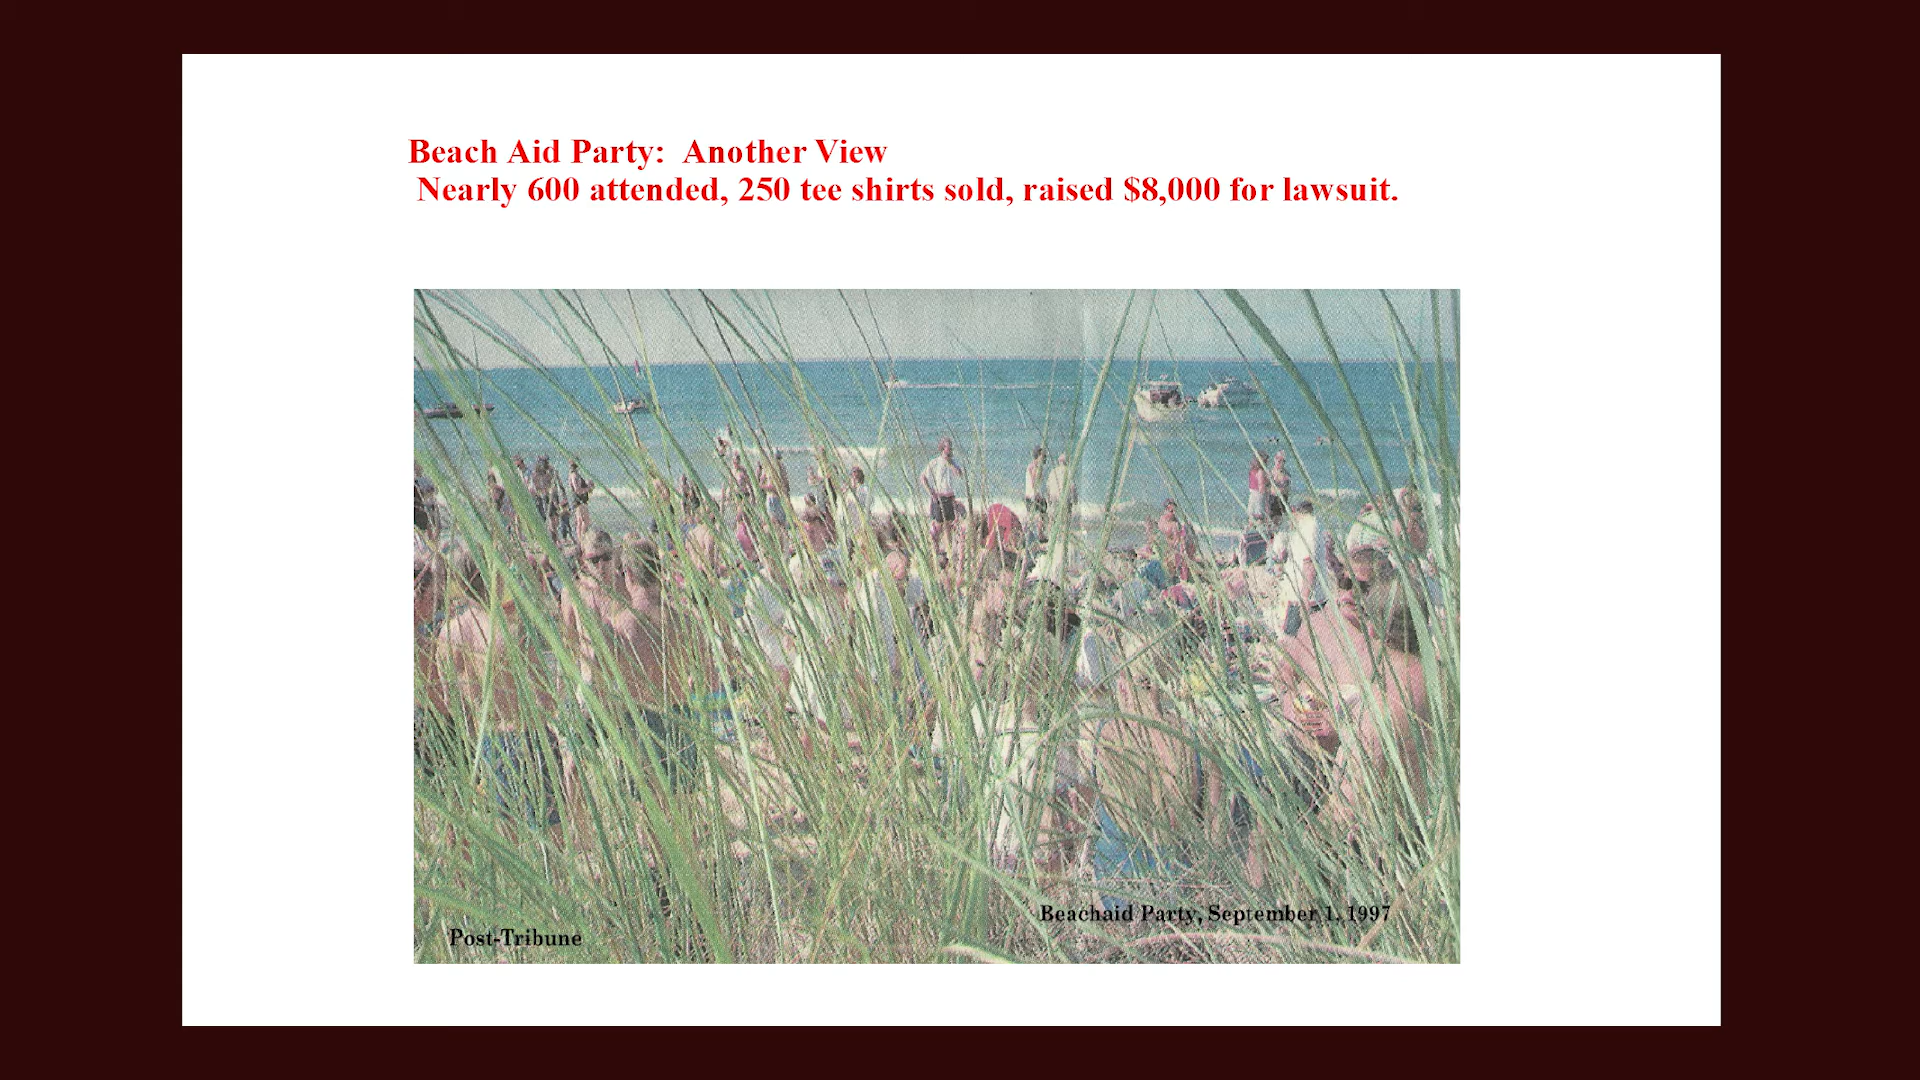 Beach Aid Party: Another View
Nearly 600 attended, 250 tee shirts sold, raised $8,000 for lawsuit.
Beachaid Party, September 1, 1997
Post-Tribune